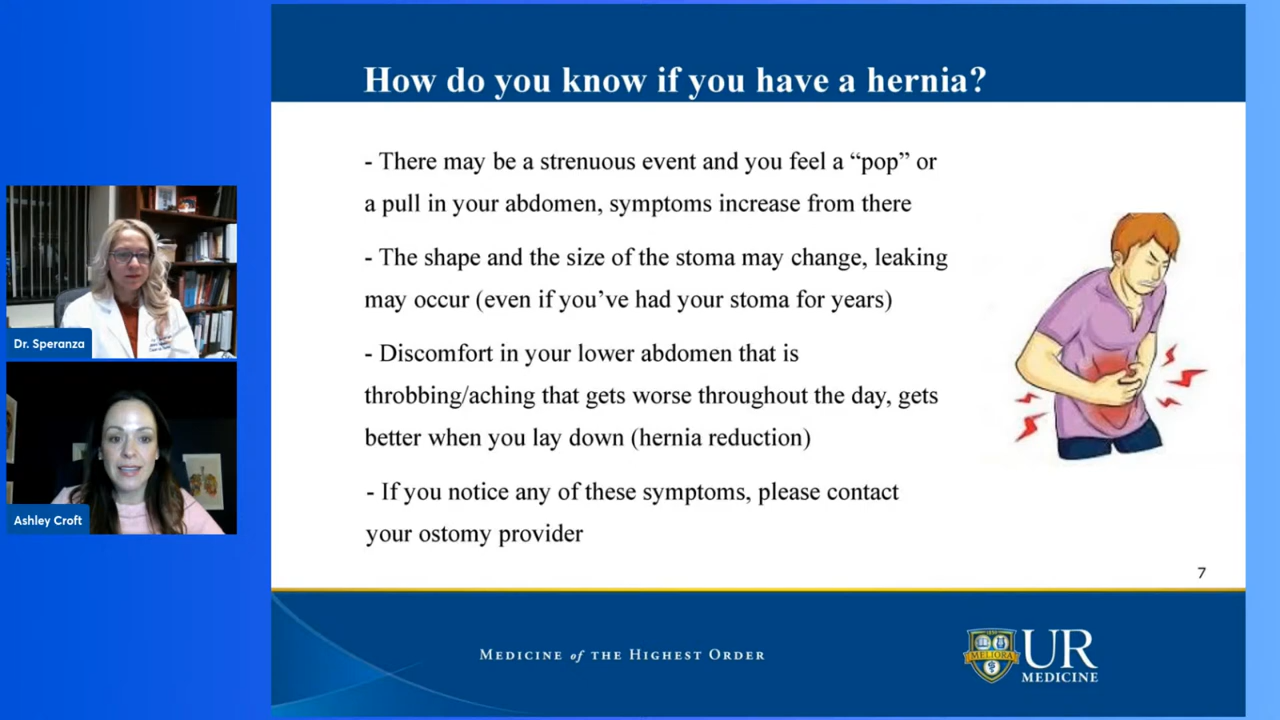 How do you know if you have a hernia?
- There may be a strenuous event and you feel a “pop” or
a pull in your abdomen, symptoms increase from there
- The shape and the size of the stoma may change, leaking
may occur (even if you’ve had your stoma for years)
- Discomfort in your lower abdomen that is
throbbing/aching that gets worse throughout the day, gets
better when you lay down (hernia reduction)
- If you notice any of these symptoms, please contact
your ostomy provider
7
Dr. Speranza
Ashley Croft
MEDICINE of THE HIGHEST ORDER
MELIORA
UR
MEDICINE